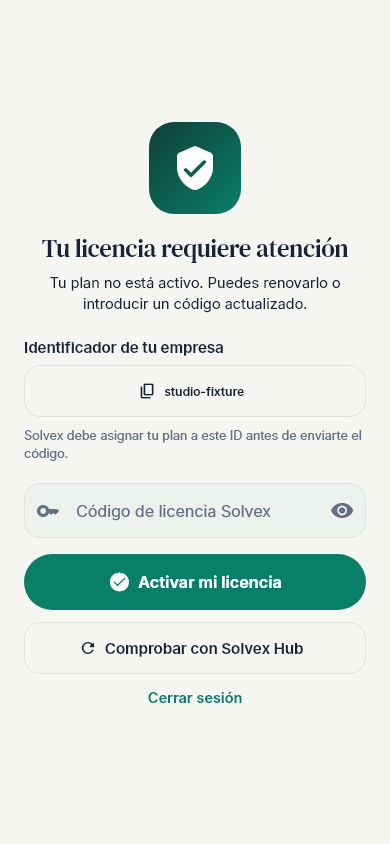 Tu licencia requiere atención
Tu plan no está activo. Puedes renovarlo o
introducir un código actualizado.
Identificador de tu empresa
studio-fixture
Solvex debe asignar tu plan a este ID antes de enviarte el
código.
Código de licencia Solvex
Activar mi licencia
Comprobar con Solvex Hub
Cerrar sesión